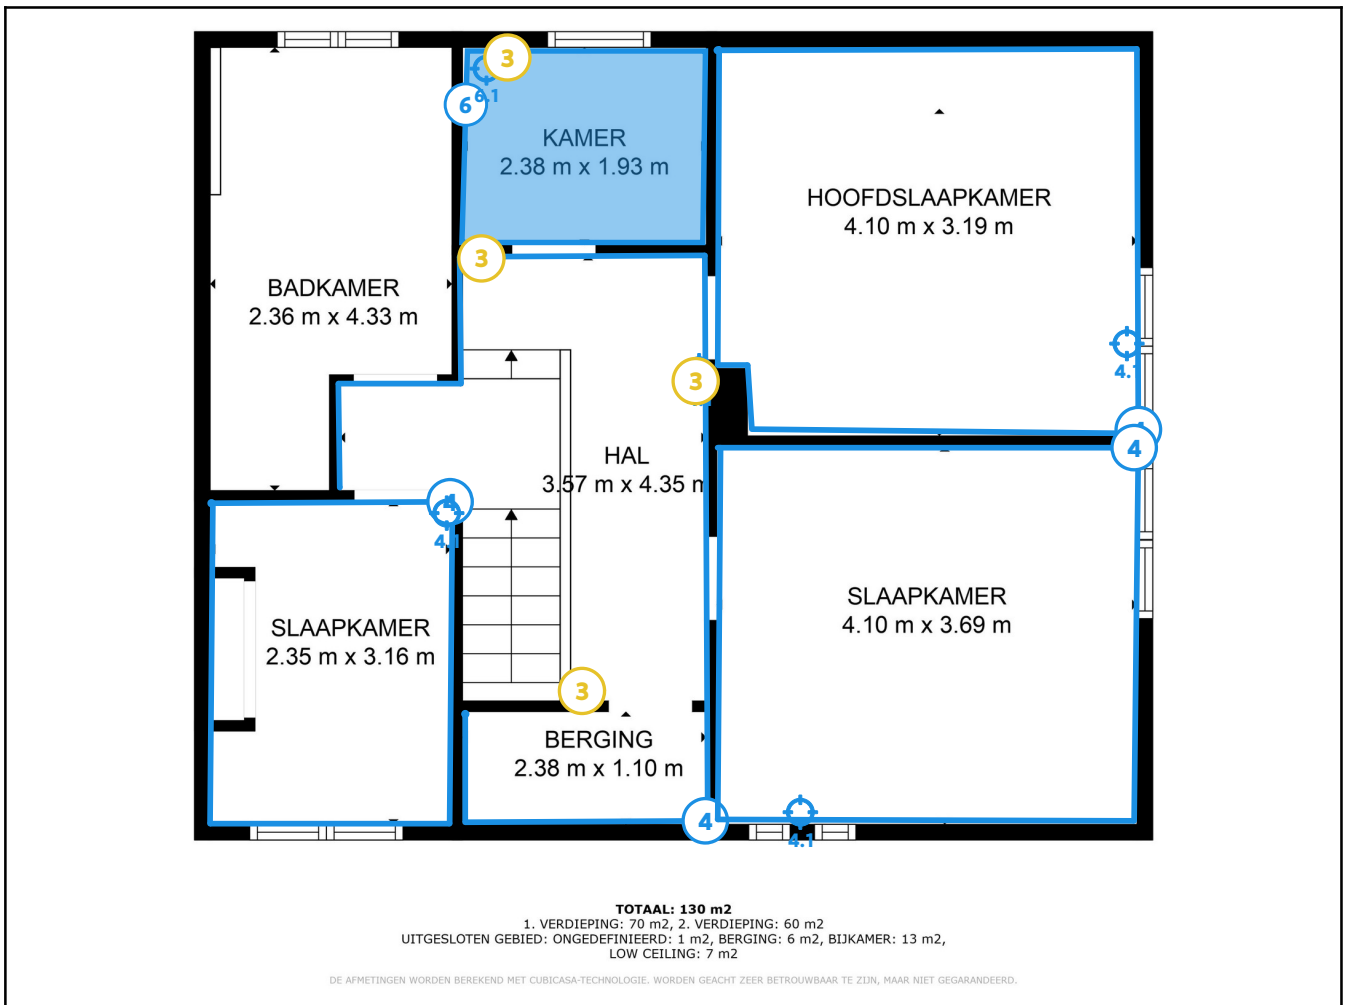 3
6
6.1
KAMER
2.38 m x 1.93 m
HOOFDSLAAPKAMER
4.10 m x 3.19 m
3
BADKAMER
2.36 m x 4.33 m
4.
3
4
HAL
3.57 m x 4.35 m
4
4.1
SLAAPKAMER
4.10 m x 3.69 m
SLAAPKAMER
2.35 m x 3.16 m
3
BERGING
2.38 m x 1.10 m
4
4.1
TOTAAL: 130 m2
1. VERDIEPING: 70 m2, 2. VERDIEPING: 60 m2
UITGESLOTEN GEBIED: ONGEDEFINIEERD: 1 m2, BERGING: 6 m2, BIJKAMER: 13 m2,
LOW CEILING: 7 m2
DE AFMETINGEN WORDEN BEREKEND MET CUBICASA-TECHNOLOGIE. WORDEN GEACHT ZEER BETROUWBAAR TE ZIJN, MAAR NIET GEGARANDEERD.